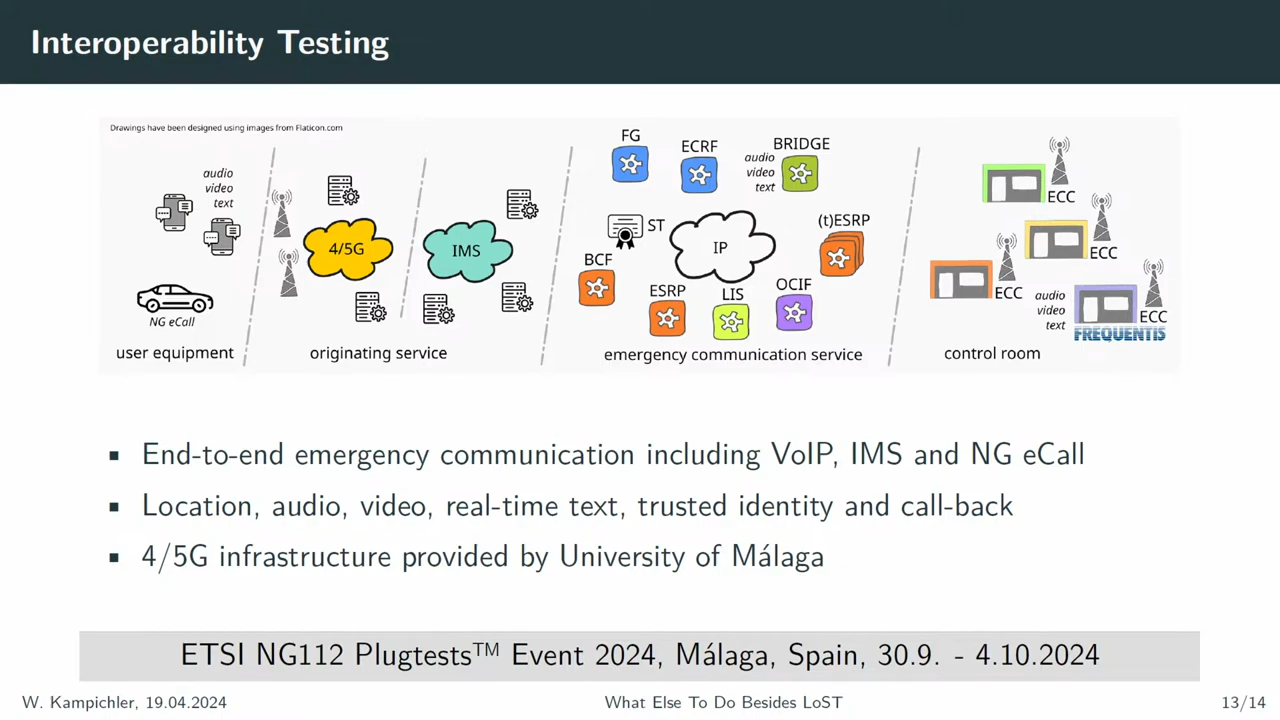 Interoperability Testing
Drawings have been designed using images from Flaticon.com
audio
video
text
NG eCall
user equipment
4/5G
IMS
originating service
FG
ECRF
BRIDGE
audio
video
text
ST
IP
(t)ESRP
BCF
ESRP
LIS
OCIF
emergency communication service
ECC
ECC
ECC
audio
video
text
ECC
FREQUENTIS
control room
▪ End-to-end emergency communication including VoIP, IMS and NG eCall
▪ Location, audio, video, real-time text, trusted identity and call-back
▪ 4/5G infrastructure provided by University of Málaga
ETSI NG112 Plugtests™ Event 2024, Málaga, Spain, 30.9. - 4.10.2024
W. Kampichler, 19.04.2024
What Else To Do Besides LoST
13/14